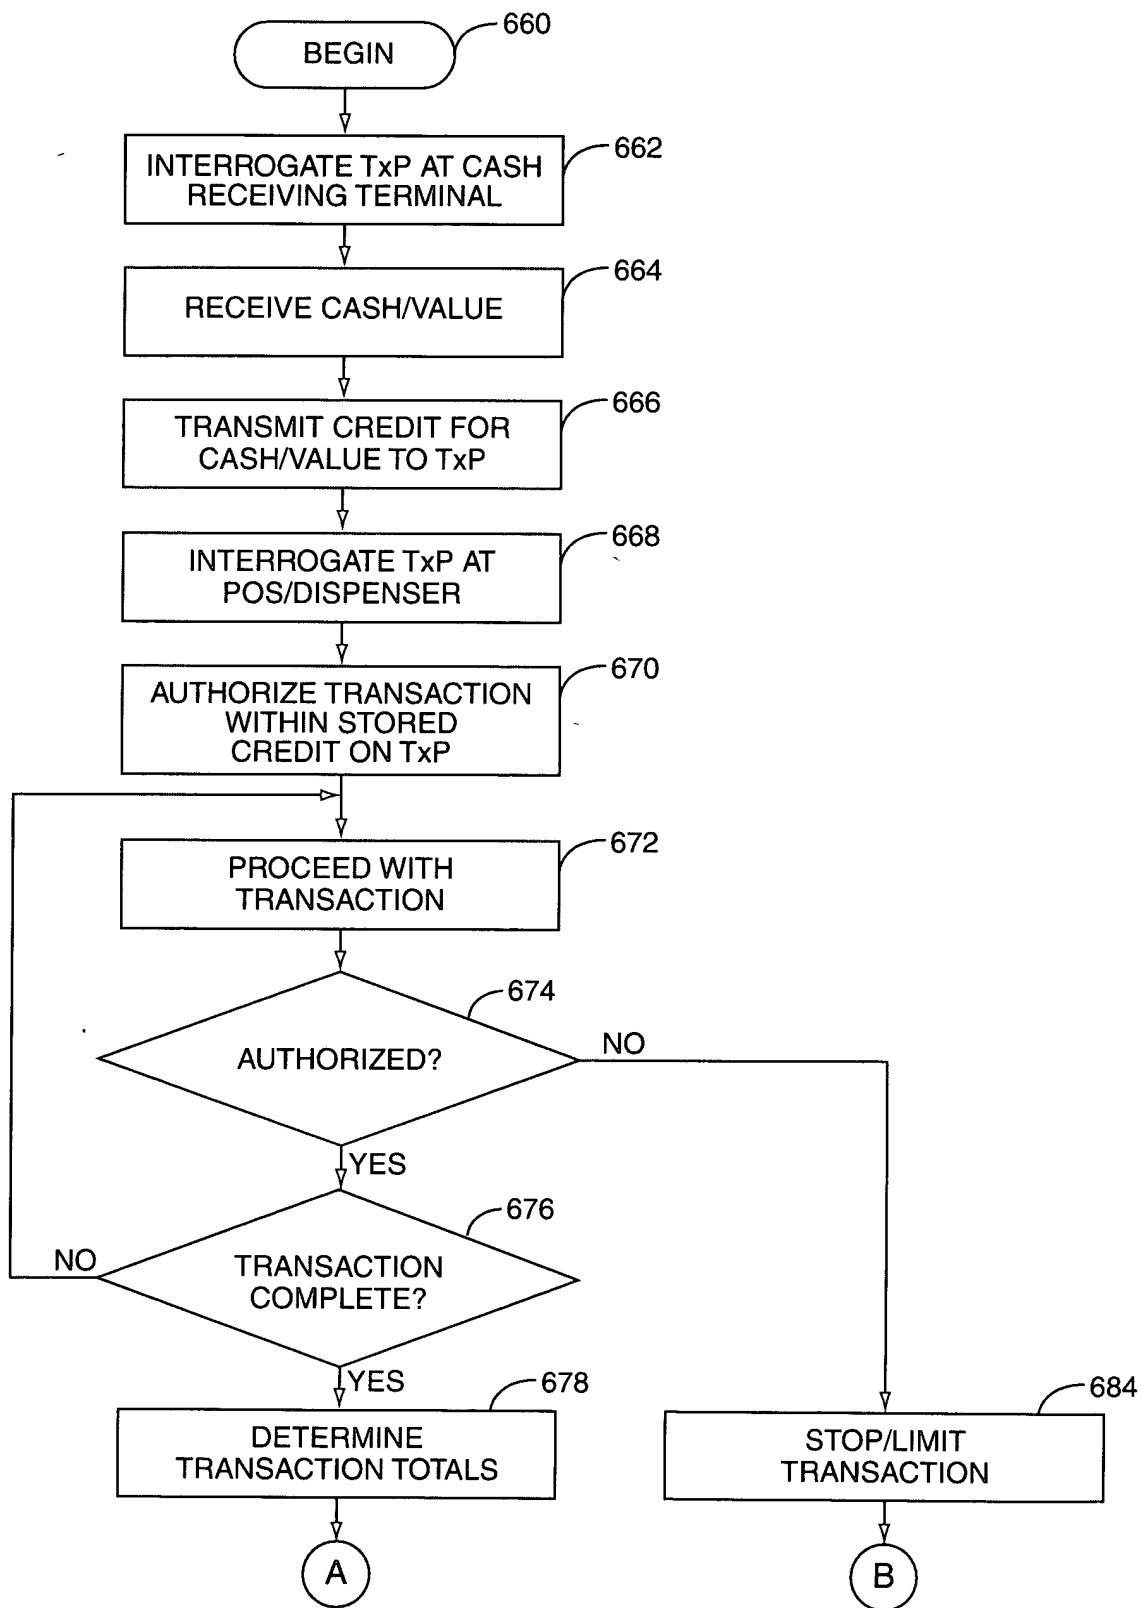 660
BEGIN
662
INTERROGATE TxP AT CASH
RECEIVING TERMINAL
664
RECEIVE CASH/VALUE
666
TRANSMIT CREDIT FOR
CASH/VALUE TO TxP
668
INTERROGATE TxP AT
POS/DISPENSER
670
AUTHORIZE TRANSACTION
WITHIN STORED
CREDIT ON TxP
672
PROCEED WITH
TRANSACTION
674
AUTHORIZED?
NO
YES
676
NO
TRANSACTION
COMPLETE?
YES
678
684
DETERMINE
TRANSACTION TOTALS
STOP/LIMIT
TRANSACTION
A
B